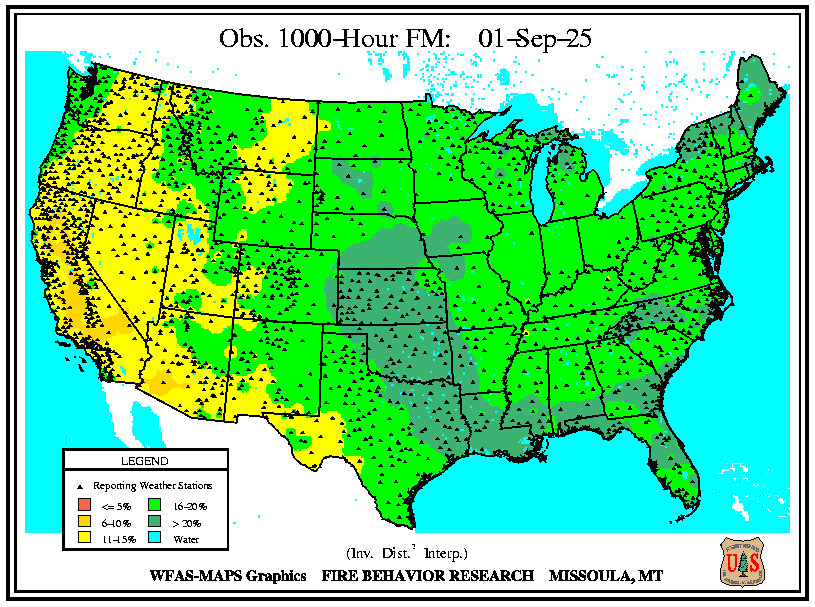 Obs. 1000-Hour FM: 01-Sep-25
LEGEND
Reporting Weather Stations
<= 5%
16-20%
6-10%
> 20%
11-15%
Water
(Inv. Dist.² Interp.)
WFAS-MAPS Graphics FIRE BEHAVIOR RESEARCH MISSOULA, MT
U S